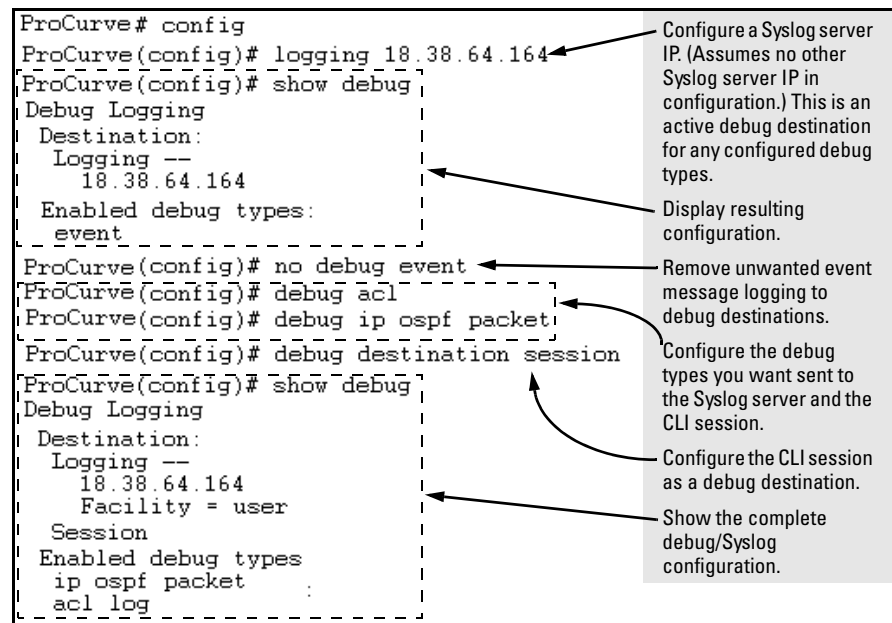 ProCurve# config
ProCurve(config)# logging 18.38.64.164
ProCurve(config)# show debug
Debug Logging
Destination:
Logging --
18.38.64.164
Enabled debug types:
event
ProCurve(config)# no debug event
ProCurve(config)# debug acl
ProCurve(config)# debug ip ospf packet
ProCurve(config)# debug destination session
ProCurve(config)# show debug
Debug Logging
Destination:
Logging --
18.38.64.164
Facility = user
Session
Enabled debug types
ip ospf packet
:
acl log
Configure a Syslog server
IP. (Assumes no other
Syslog server IP in
configuration.) This is an
active debug destination
for any configured debug
types.
Display resulting
configuration.
Remove unwanted event
message logging to
debug destinations.
Configure the debug
types you want sent to
the Syslog server and the
CLI session.
Configure the CLI session
as a debug destination.
Show the complete
debug/Syslog
configuration.